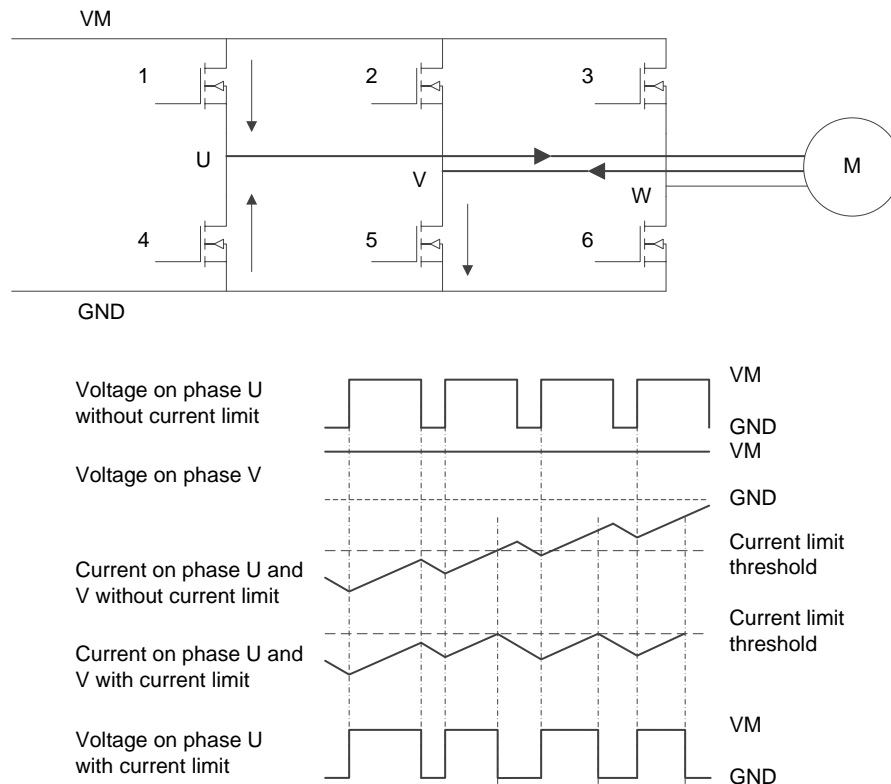 VM
1
2
3
U
V
W
M
4
5
6
GND
Voltage on phase U
without current limit
VM
GND
Voltage on phase V
VM
GND
Current on phase U and
V without current limit
Current limit
threshold
Current on phase U and
V with current limit
Current limit
threshold
Voltage on phase U
with current limit
VM
GND